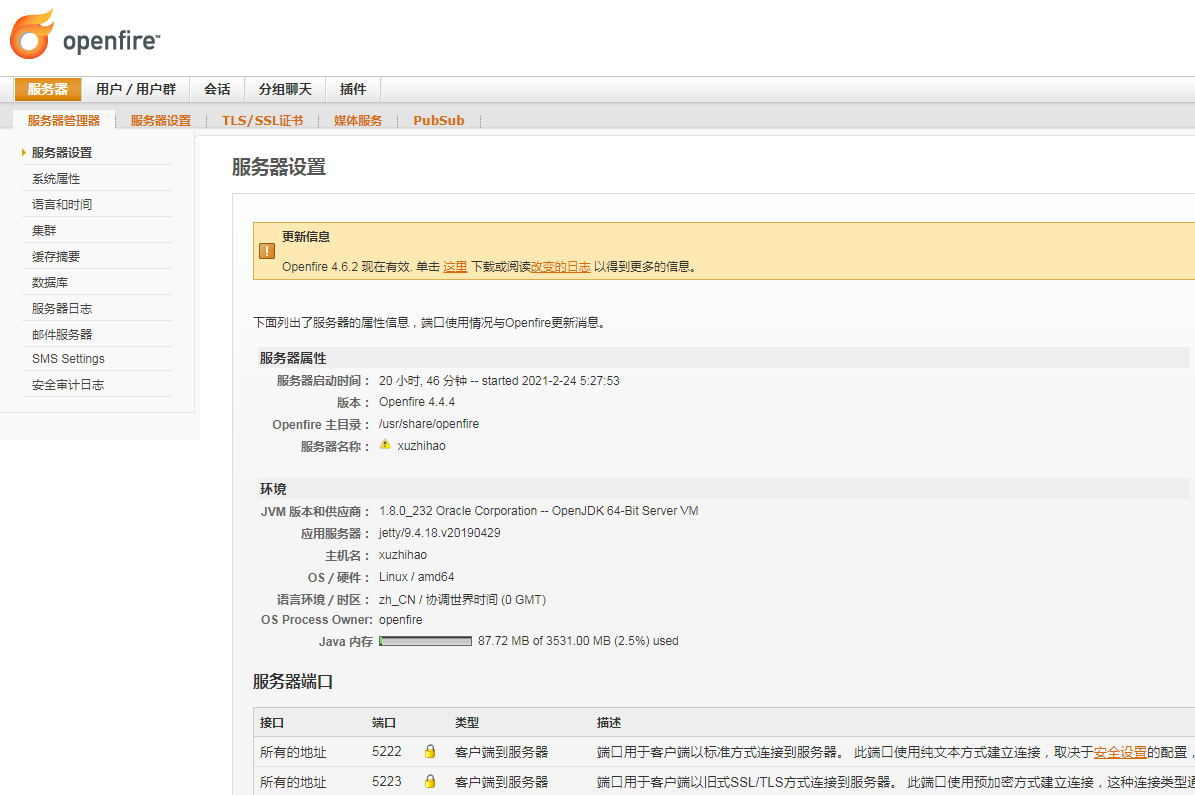 openfire™
服务器 用户 / 用户群 会话 分组聊天 插件
服务器管理器 服务器设置 TLS/SSL证书 媒体服务 PubSub
服务器设置
系统属性
语言和时间
集群
缓存摘要
数据库
服务器日志
邮件服务器
SMS Settings
安全审计日志
服务器设置
更新信息
Openfire 4.6.2 现在有效. 单击 这里 下载或阅读改变的日志 以得到更多的信息。
下面列出了服务器的属性信息，端口使用情况与Openfire更新消息。
服务器属性
服务器启动时间： 20 小时, 46 分钟 -- started 2021-2-24 5:27:53
版本： Openfire 4.4.4
Openfire 主目录： /usr/share/openfire
服务器名称： xuzhihao
环境
JVM 版本和供应商： 1.8.0_232 Oracle Corporation -- OpenJDK 64-Bit Server VM
应用服务器： jetty/9.4.18.v20190429
主机名： xuzhihao
OS / 硬件： Linux / amd64
语言环境 / 时区： zh_CN / 协调世界时间 (0 GMT)
OS Process Owner: openfire
Java 内存 87.72 MB of 3531.00 MB (2.5%) used
服务器端口
接口 端口 类型 描述
所有的地址 5222 客户端到服务器 端口用于客户端以标准方式连接到服务器。 此端口使用纯文本方式建立连接，取决于安全设置的配置，
所有的地址 5223 客户端到服务器 端口用于客户端以旧式SSL/TLS方式连接到服务器。 此端口使用预加密方式建立连接，这种连接类型通